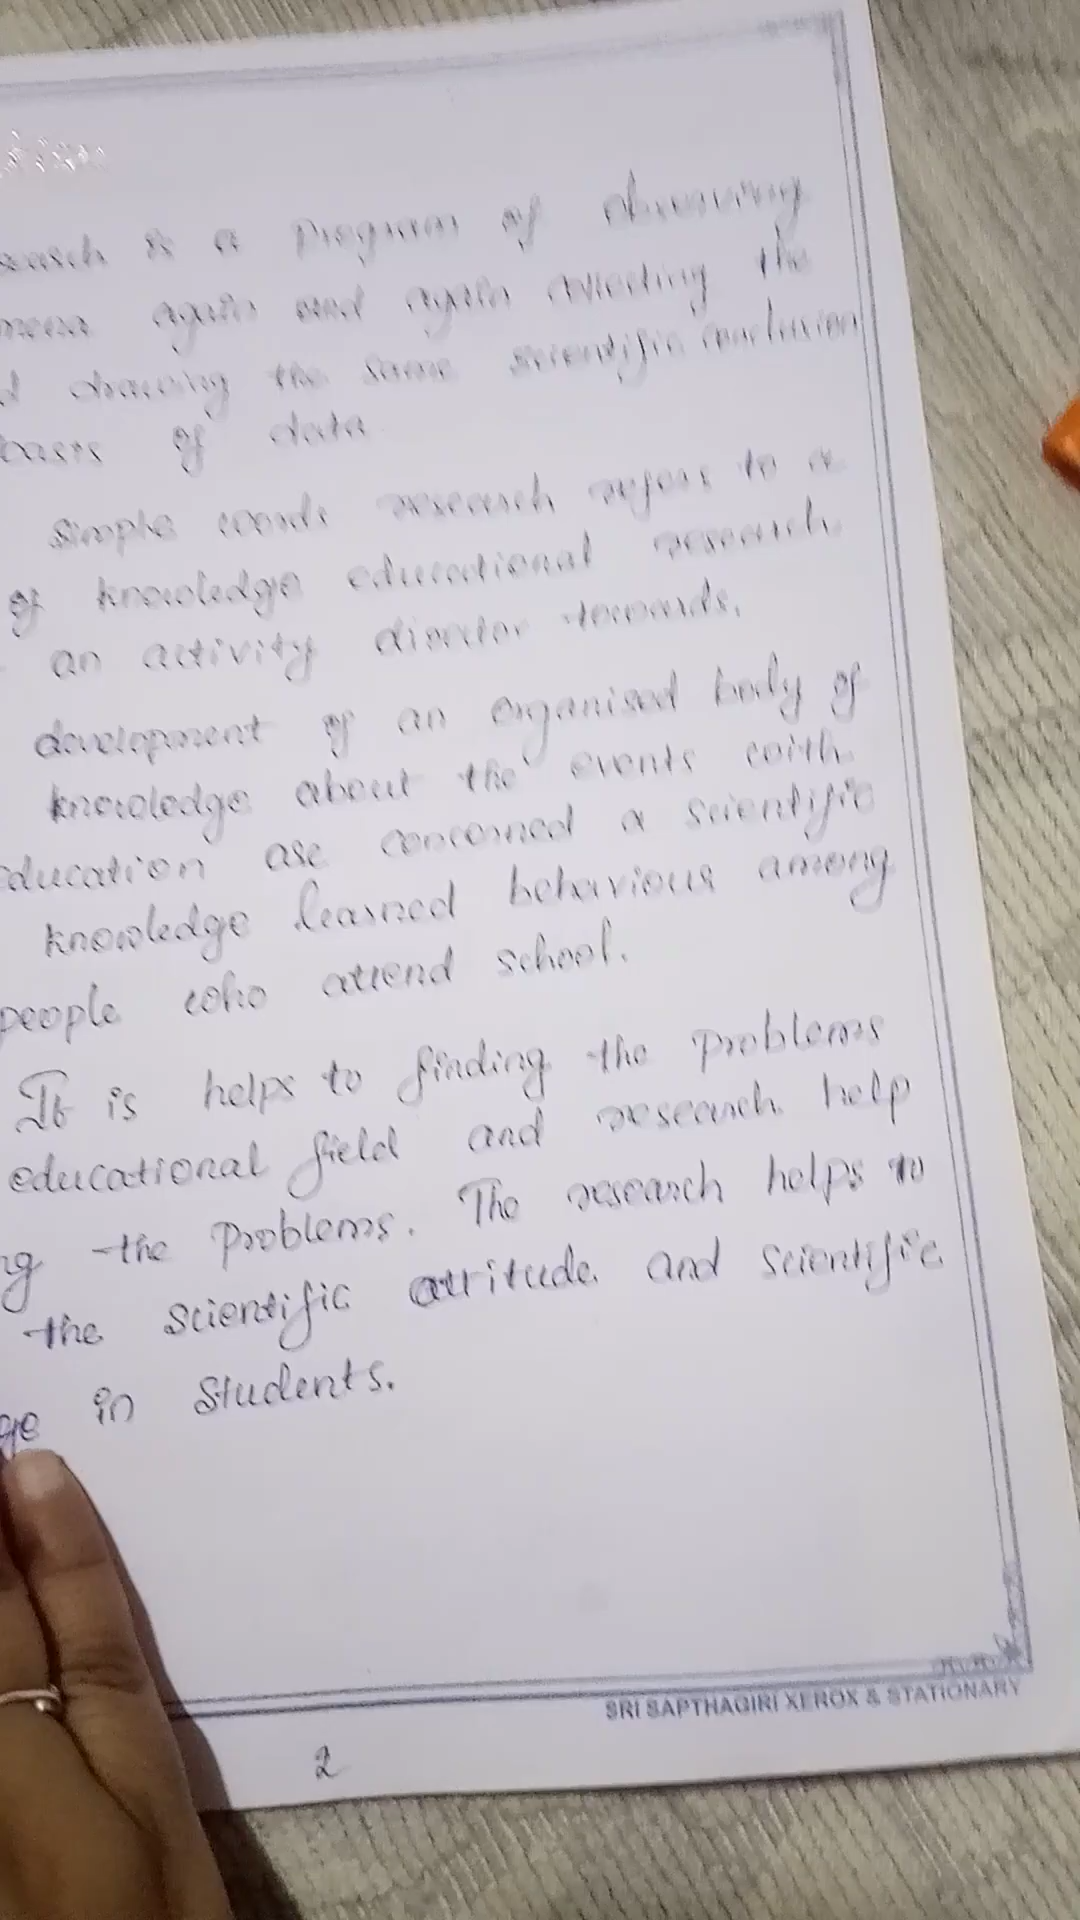 is a Program of observing
again and again collecting the
drawing the same scientific conclusion
basis of data
Simple words research refers to a
of knowledge educational research
an activity director towards.
development of an organised body of
knowledge about the events with
education are concerned a scientific
knowledge learned behaviour among
people who attend school.
It is helps to finding the problems
educational field and research help
the problems. The research helps to
the scientific attritude and scientific
in Students.
SRI SAPTHAGIRI XEROX & STATIONARY
2